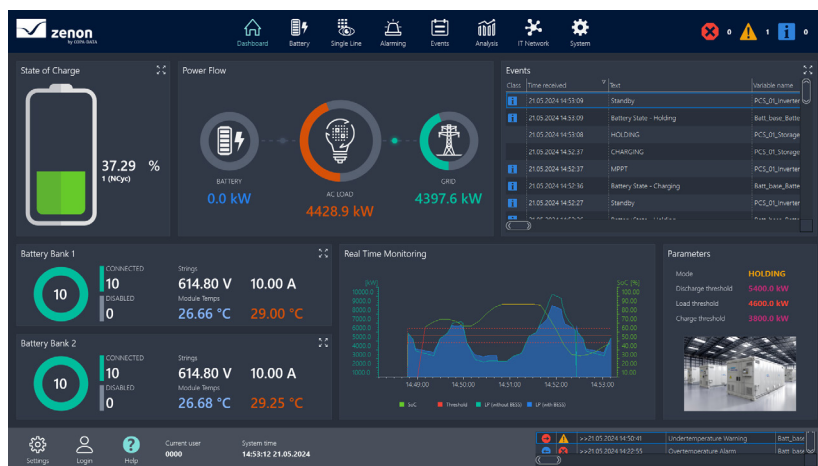 zenon
by COPA DATA
Dashboard
Battery
Single Line
Alarming
Events
Analysis
IT Network
System
0
1
0
State of Charge
37.29 %
1 (NCyc)
Power Flow
BATTERY
0.0 kW
AC LOAD
4428.9 kW
GRID
4397.6 kW
Events
Class Time received Text Variable name
21.05.2024 14:53:09 Standby PCS_01_Inverter
21.05.2024 14:53:09 Battery State - Holding Batt_base_Batte
21.05.2024 14:53:08 HOLDING PCS_01_Storage
21.05.2024 14:52:37 CHARGING PCS_01_Storage
21.05.2024 14:52:37 MPPT PCS_01_Inverter
21.05.2024 14:52:36 Battery State - Charging Batt_base_Batte
21.05.2024 14:52:27 Standby PCS_01_Inverter
Battery Bank 1
10
CONNECTED
10
DISABLED
0
Strings
614.80 V 10.00 A
Module Temps
26.66 °C 29.00 °C
Battery Bank 2
10
CONNECTED
10
DISABLED
0
Strings
614.80 V 10.00 A
Module Temps
26.68 °C 29.25 °C
Real Time Monitoring
[kW] SoC [%]
10000.0 100.00
9000.0 90.00
8000.0 80.00
7000.0 70.00
6000.0 60.00
5000.0 50.00
4000.0 40.00
3000.0 30.00
2000.0 20.00
1000.0 10.00
14:49:00 14:50:00 14:51:00 14:52:00 14:53:00
SoC Threshold LP (without BESS) LP (with BESS)
Parameters
Mode HOLDING
Discharge threshold 5400.0 kW
Load threshold 4600.0 kW
Charge threshold 3800.0 kW
Settings
Login
Help
Current user
0000
System time
14:53:12 21.05.2024
>>21.05.2024 14:50:41 Undertemperature Warning Batt_base
>>21.05.2024 14:22:55 Overtemperature Alarm Batt_base